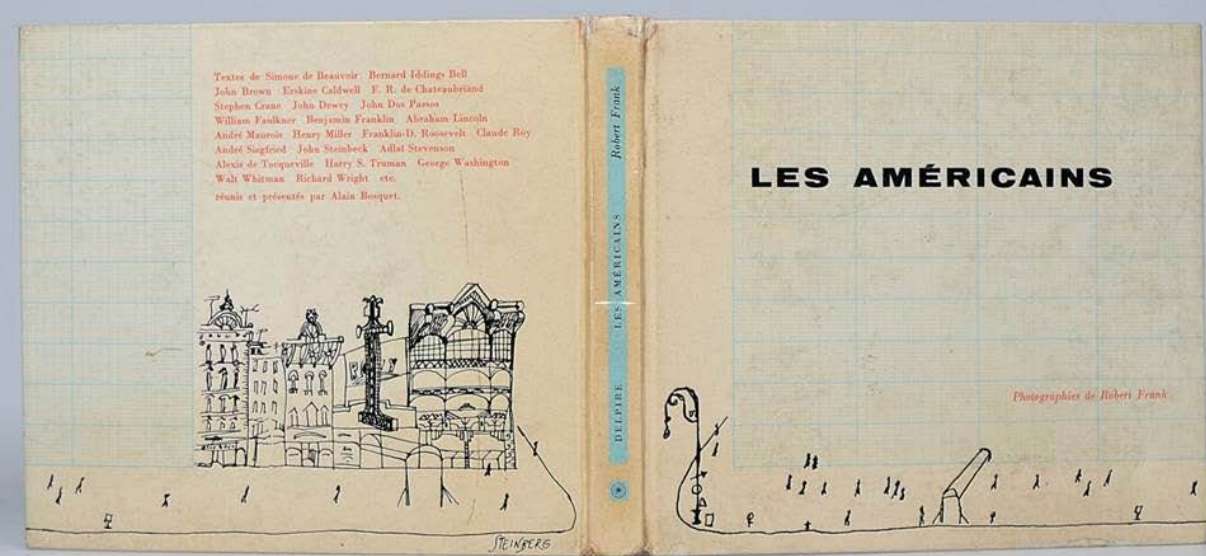 Textes de Simone de Beauvoir Bernard Iddings Bell
John Brown Erskine Caldwell F. R. de Chateaubriand
Stephen Crane John Dewey John Dos Passos
William Faulkner Benjamin Franklin Abraham Lincoln
André Maurois Henry Miller Franklin-D. Roosevelt Claude Roy
André Siegfried John Steinbeck Adlai Stevenson
Alexis de Tocqueville Harry S. Truman George Washington
Walt Whitman Richard Wright etc.
réunis et présentés par Alain Bosquet.
STEINBERG
DELPIRE LES AMÉRICAINS Robert Frank
LES AMÉRICAINS
Photographies de Robert Frank